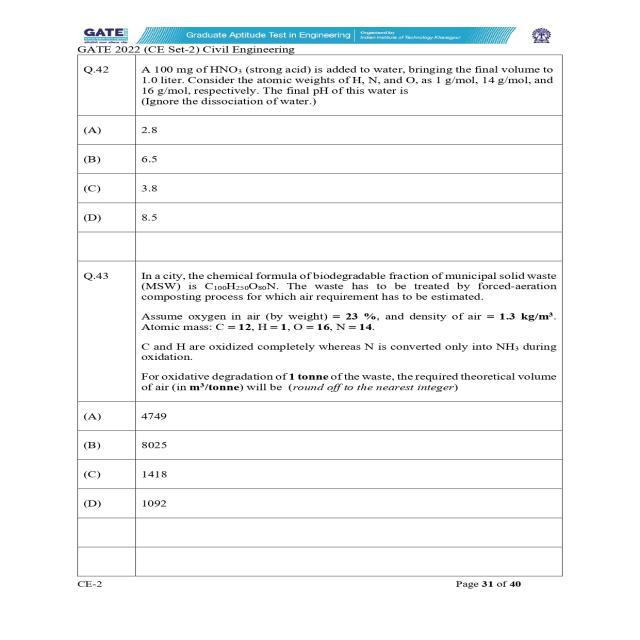 GATE
Graduate Aptitude Test in Engineering
Organised by
Indian Institute of Technology Kharagpur
GATE 2022 (CE Set-2) Civil Engineering
Q.42
A 100 mg of HNO₃ (strong acid) is added to water, bringing the final volume to
1.0 liter. Consider the atomic weights of H, N, and O, as 1 g/mol, 14 g/mol, and
16 g/mol, respectively. The final pH of this water is
(Ignore the dissociation of water.)
(A) 2.8
(B) 6.5
(C) 3.8
(D) 8.5
Q.43
In a city, the chemical formula of biodegradable fraction of municipal solid waste
(MSW) is C₁₀₀H₂₅₀O₈₀N. The waste has to be treated by forced-aeration
composting process for which air requirement has to be estimated.
Assume oxygen in air (by weight) = 23 %, and density of air = 1.3 kg/m³.
Atomic mass: C = 12, H = 1, O = 16, N = 14.
C and H are oxidized completely whereas N is converted only into NH₃ during
oxidation.
For oxidative degradation of 1 tonne of the waste, the required theoretical volume
of air (in m³/tonne) will be (round off to the nearest integer)
(A) 4749
(B) 8025
(C) 1418
(D) 1092
CE-2
Page 31 of 40